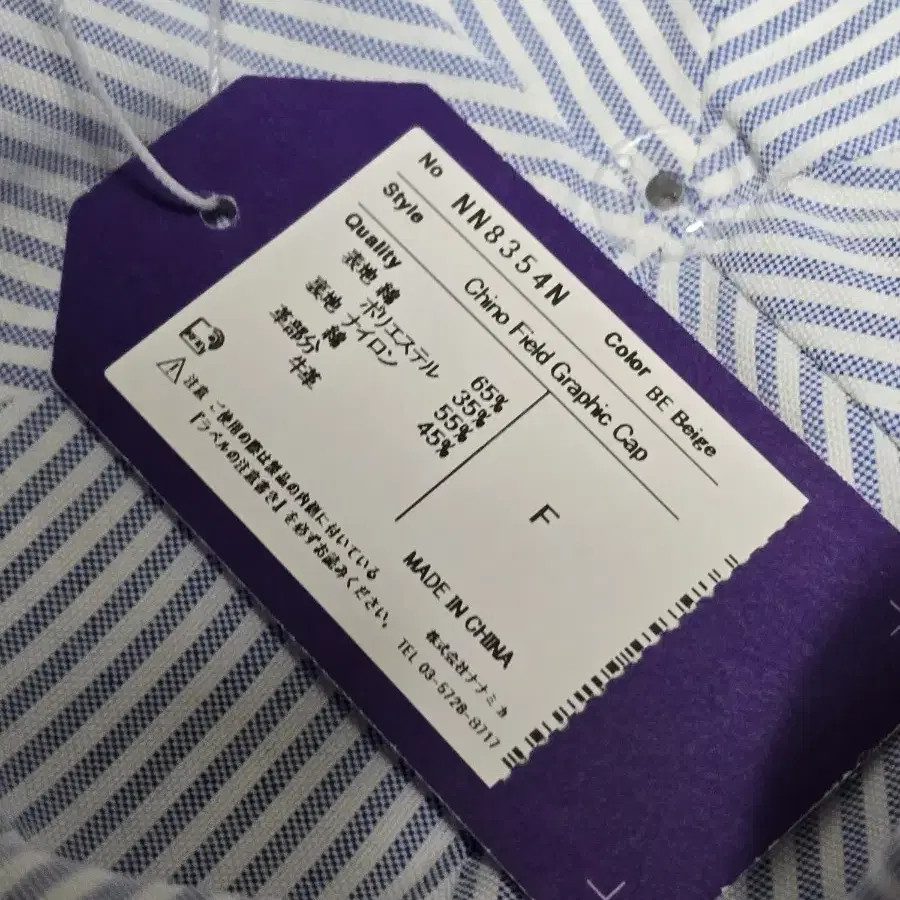 No NN8354N Color BE Beige
Style Chino Field Graphic Cap
Quality
表地 綿 65%
ポリエステル 35%
裏地 綿 55%
ナイロン 45%
革部分
牛革
F
注意 ご使用の際は製品の内側に付いている
『ラベルの注意書き』を必ずお読みください。
MADE IN CHINA
株式会社ナナミカ
TEL 03-5728-8717